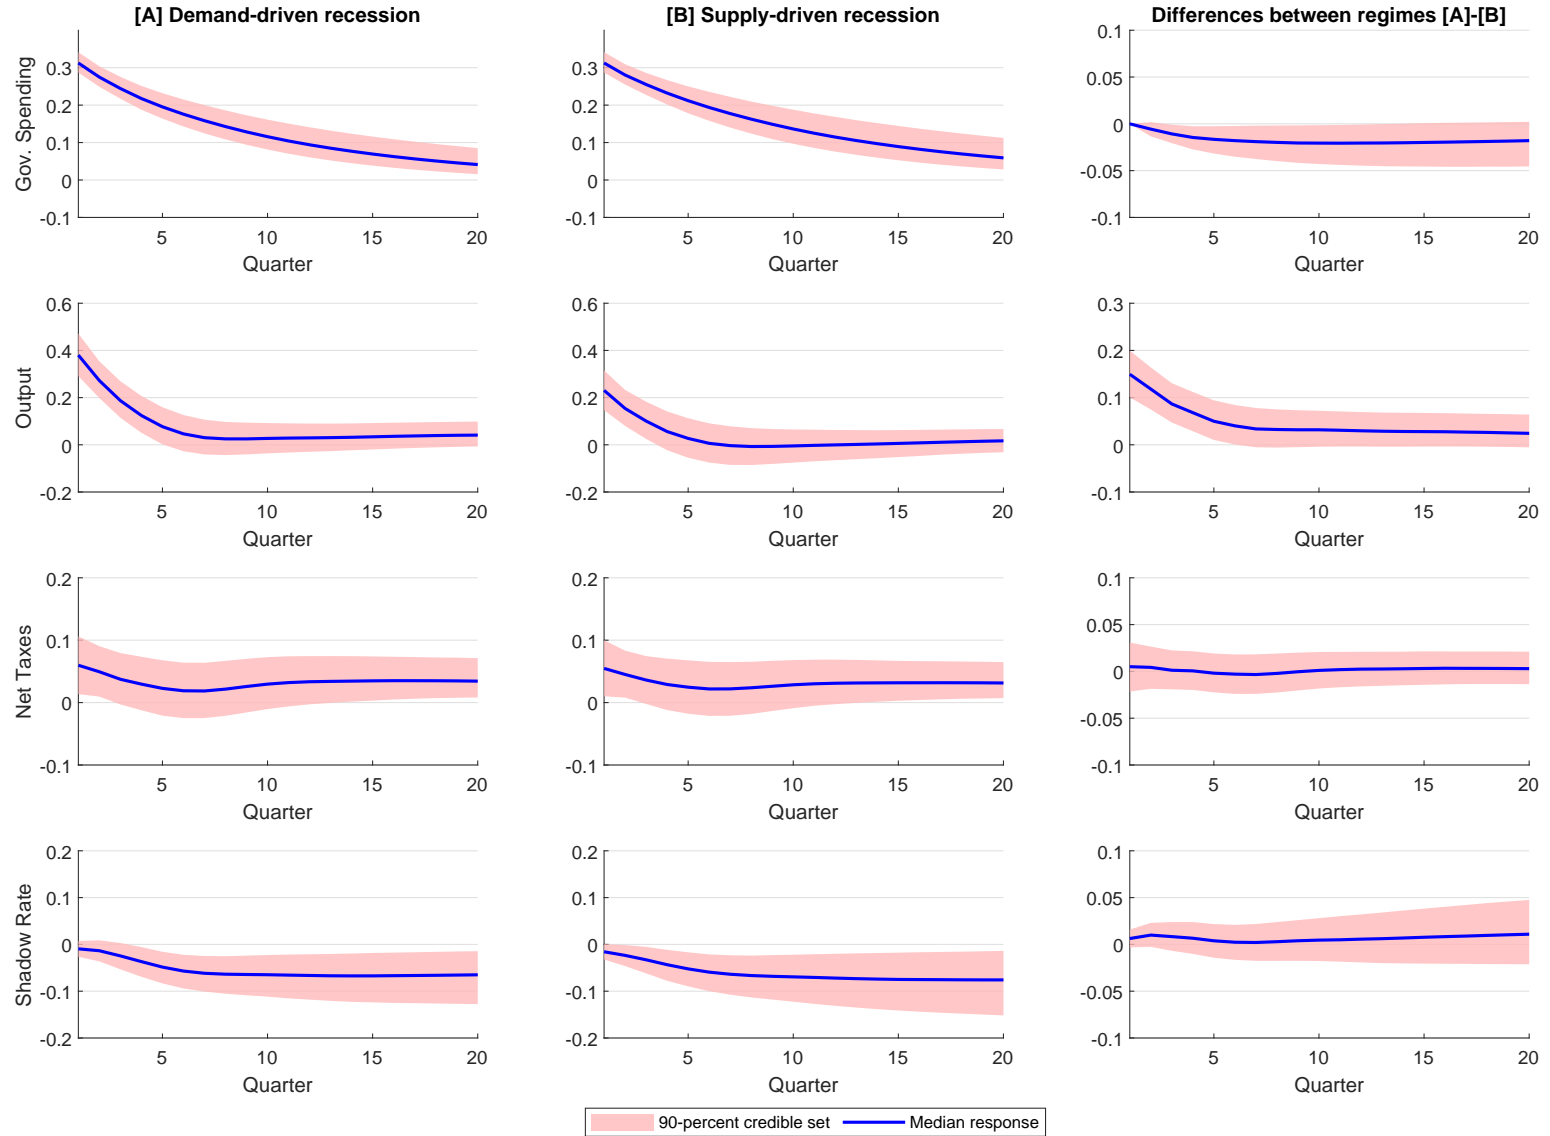 [A] Demand-driven recession
[B] Supply-driven recession
Differences between regimes [A]-[B]
Gov. Spending
0.3
0.2
0.1
0
-0.1
5 10 15 20
Quarter
0.3
0.2
0.1
0
-0.1
5 10 15 20
Quarter
0.1
0.05
0
-0.05
-0.1
5 10 15 20
Quarter
Output
0.6
0.4
0.2
0
-0.2
5 10 15 20
Quarter
0.6
0.4
0.2
0
-0.2
5 10 15 20
Quarter
0.3
0.2
0.1
0
-0.1
5 10 15 20
Quarter
Net Taxes
0.2
0.1
0
-0.1
5 10 15 20
Quarter
0.2
0.1
0
-0.1
5 10 15 20
Quarter
0.1
0.05
0
-0.05
-0.1
5 10 15 20
Quarter
Shadow Rate
0.2
0.1
0
-0.1
-0.2
5 10 15 20
Quarter
0.2
0.1
0
-0.1
-0.2
5 10 15 20
Quarter
0.1
0.05
0
-0.05
-0.1
5 10 15 20
Quarter
90-percent credible set
Median response